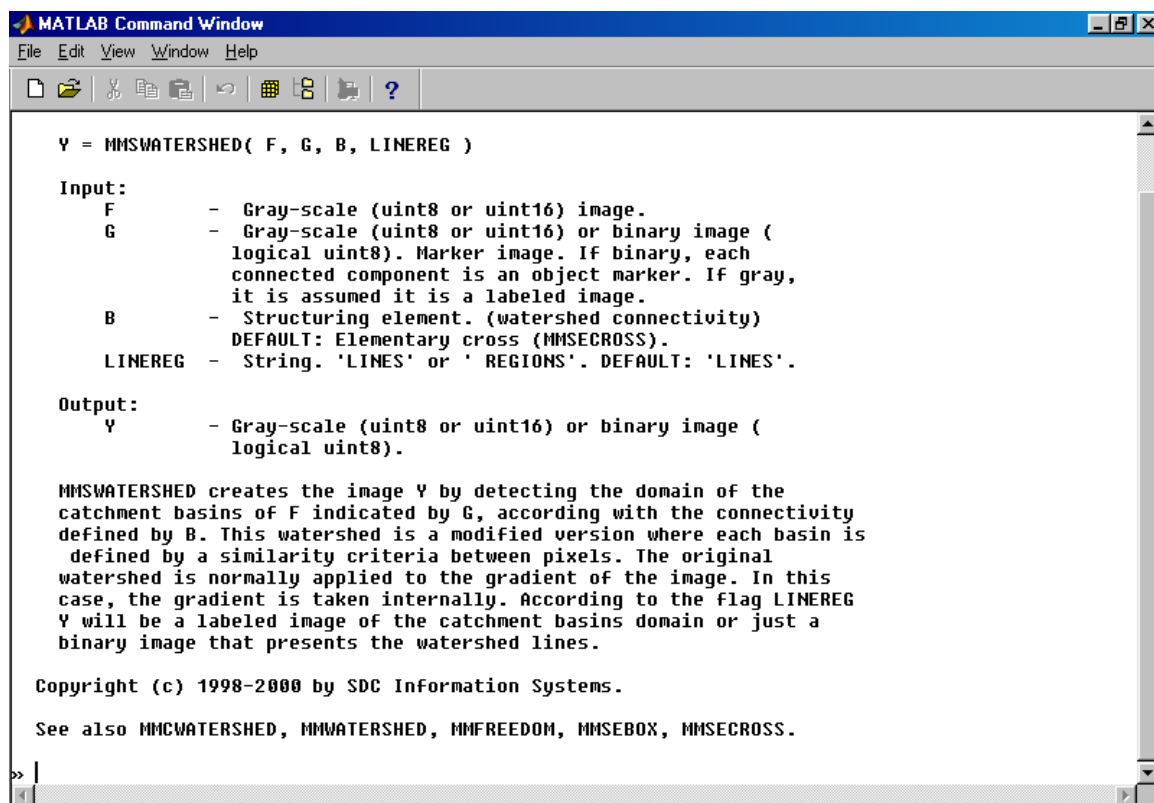 MATLAB Command Window
File Edit View Window Help
?
Y = MMSWATERSHED( F, G, B, LINEREG )
Input:
F - Gray-scale (uint8 or uint16) image.
G - Gray-scale (uint8 or uint16) or binary image (
logical uint8). Marker image. If binary, each
connected component is an object marker. If gray,
it is assumed it is a labeled image.
B - Structuring element. (watershed connectivity)
DEFAULT: Elementary cross (MMSECROSS).
LINEREG - String. 'LINES' or ' REGIONS'. DEFAULT: 'LINES'.
Output:
Y - Gray-scale (uint8 or uint16) or binary image (
logical uint8).
MMSWATERSHED creates the image Y by detecting the domain of the
catchment basins of F indicated by G, according with the connectivity
defined by B. This watershed is a modified version where each basin is
defined by a similarity criteria between pixels. The original
watershed is normally applied to the gradient of the image. In this
case, the gradient is taken internally. According to the flag LINEREG
Y will be a labeled image of the catchment basins domain or just a
binary image that presents the watershed lines.
Copyright (c) 1998-2000 by SDC Information Systems.
See also MMCWATERSHED, MMWATERSHED, MMFREEDOM, MMSEBOX, MMSECROSS.
»